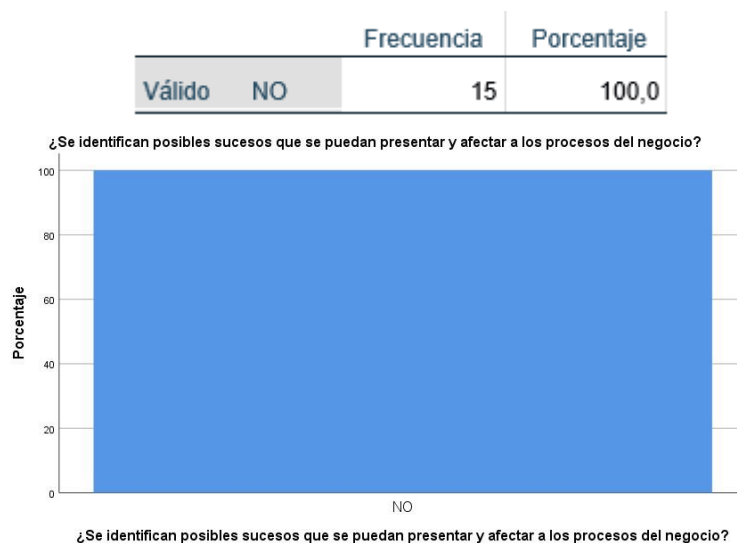 Frecuencia Porcentaje
Válido NO 15 100,0
¿Se identifican posibles sucesos que se puedan presentar y afectar a los procesos del negocio?
100
80
60
40
20
0
Porcentaje
NO
¿Se identifican posibles sucesos que se puedan presentar y afectar a los procesos del negocio?